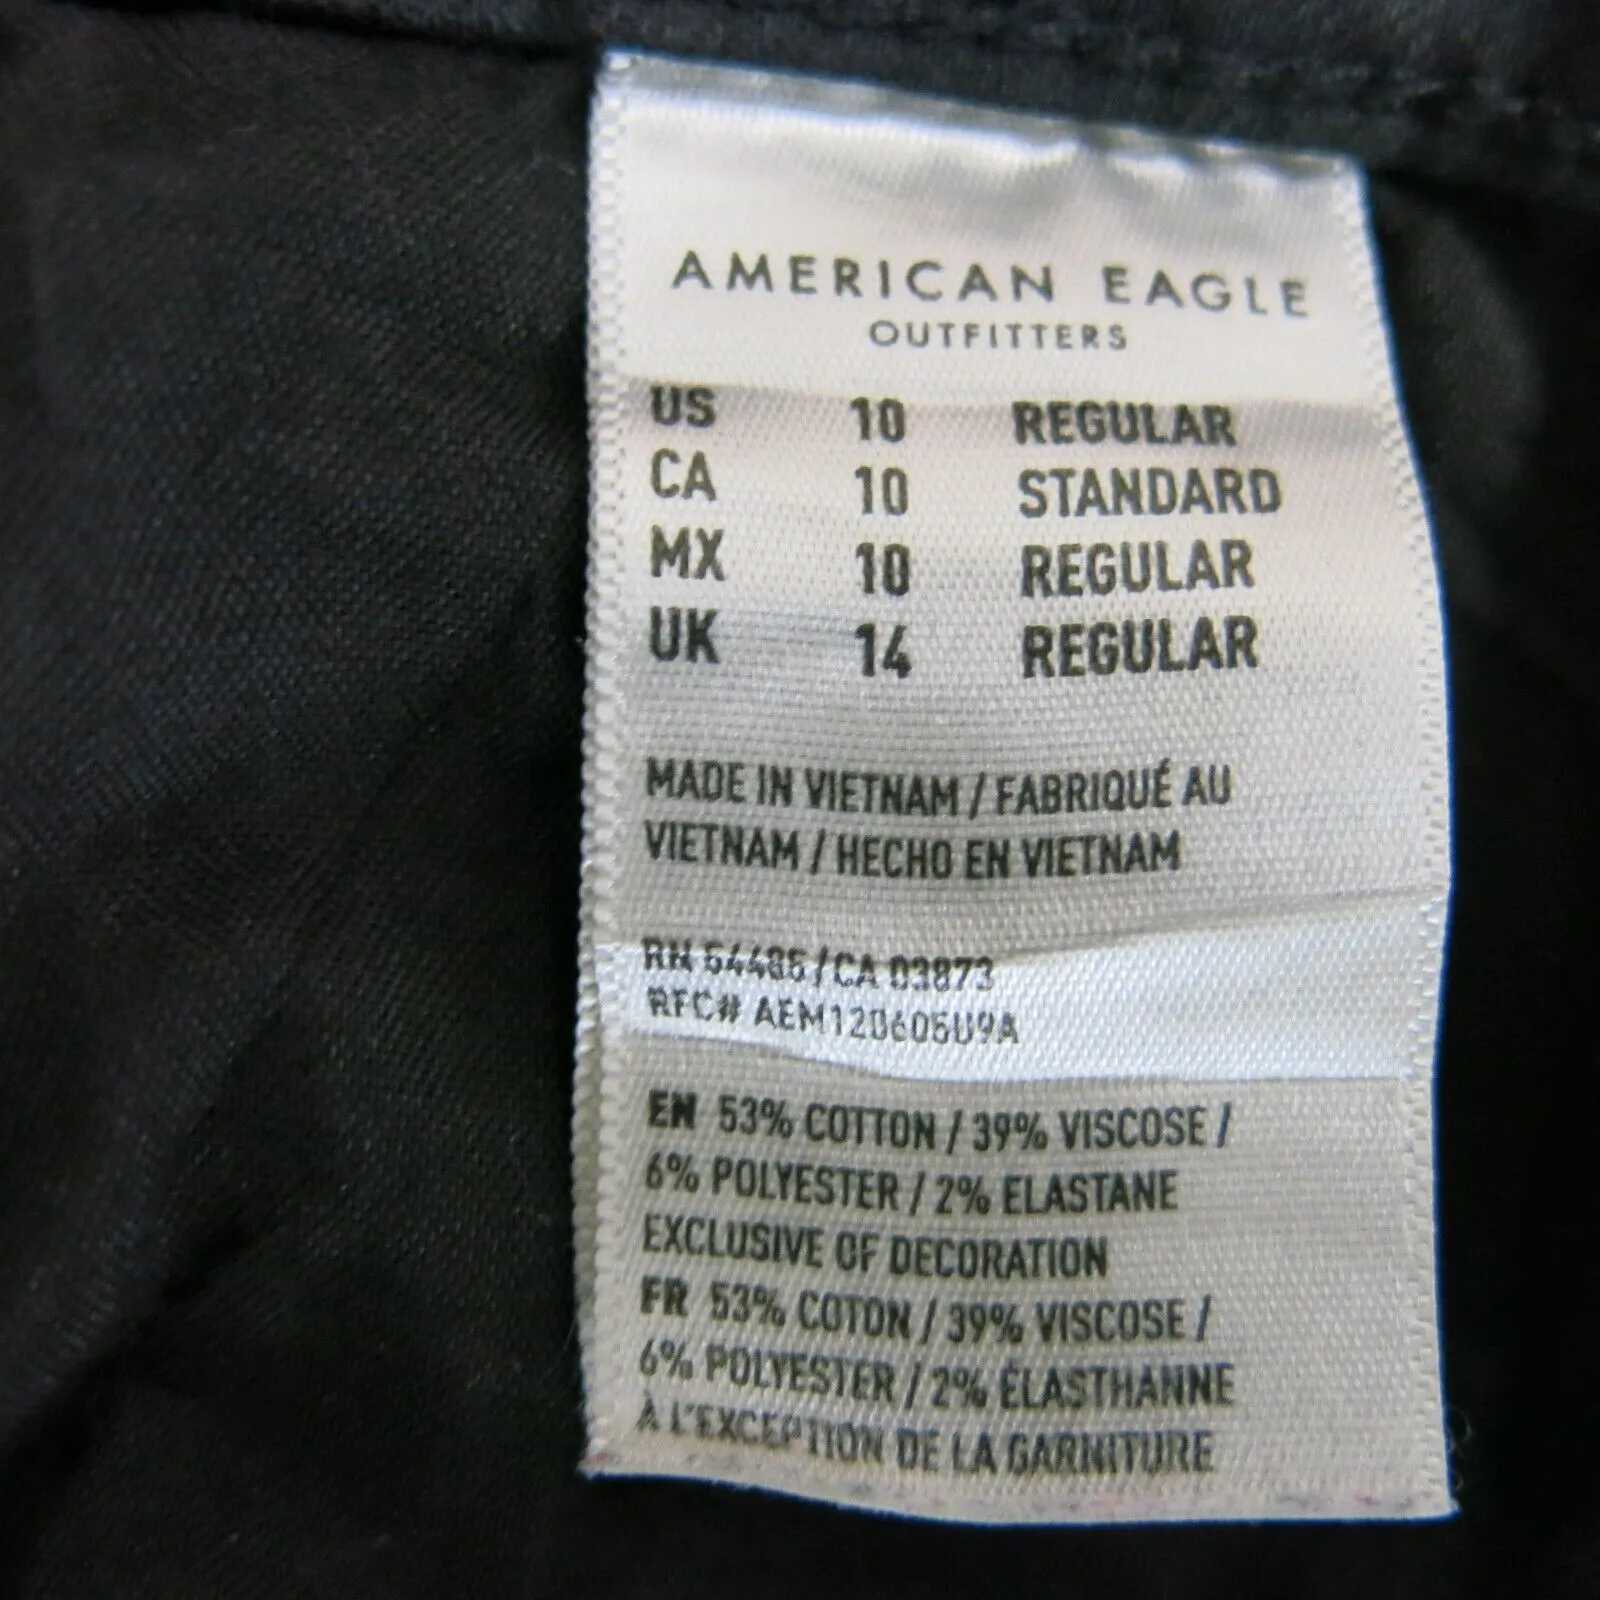 AMERICAN EAGLE
OUTFITTERS
US 10 REGULAR
CA 10 STANDARD
MX 10 REGULAR
UK 14 REGULAR
MADE IN VIETNAM / FABRIQUÉ AU
VIETNAM / HECHO EN VIETNAM
RN 54485 / CA 03873
RFC# AEM120605U9A
EN 53% COTTON / 39% VISCOSE /
6% POLYESTER / 2% ELASTANE
EXCLUSIVE OF DECORATION
FR 53% COTON / 39% VISCOSE /
6% POLYESTER / 2% ÉLASTHANNE
À L'EXCEPTION DE LA GARNITURE